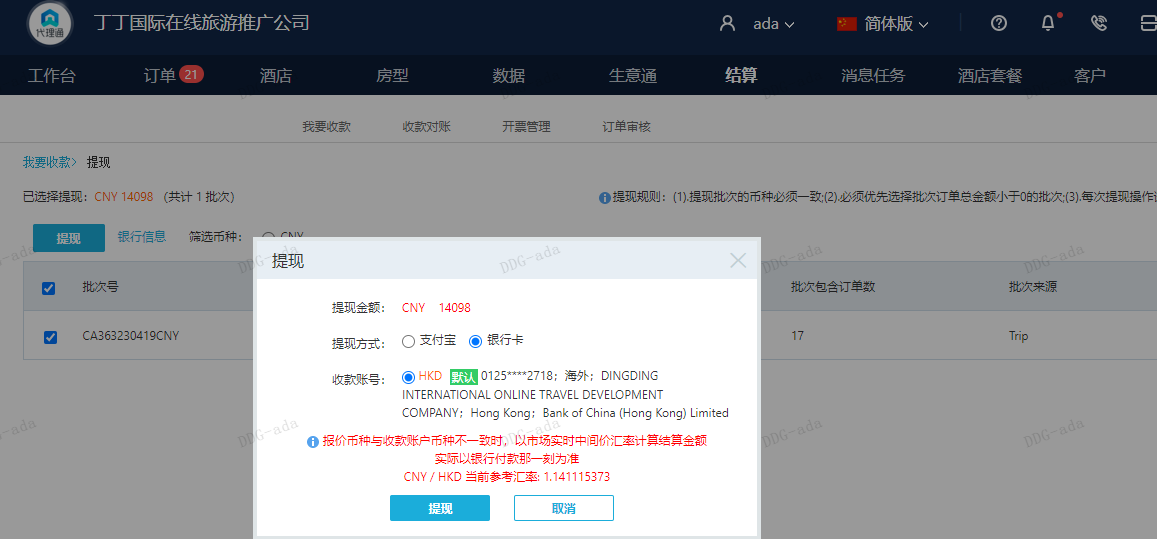 代理通
丁丁国际在线旅游推广公司
ada
简体版
工作台
订单 21
酒店
房型
数据
生意通
结算
消息任务
酒店套餐
客户
我要收款
收款对账
开票管理
订单审核
我要收款> 提现
已选择提现: CNY 14098 (共计 1 批次)
提现规则: (1).提现批次的币种必须一致;(2).必须优先选择批次订单总金额小于0的批次;(3).每次提现操作
提现
银行信息
筛选币种:
CNY
批次号
批次包含订单数
批次来源
CA363230419CNY
17
Trip
提现
提现金额: CNY 14098
提现方式: 支付宝 银行卡
收款账号: HKD 默认 0125****2718; 海外; DINGDING
INTERNATIONAL ONLINE TRAVEL DEVELOPMENT
COMPANY; Hong Kong; Bank of China (Hong Kong) Limited
报价币种与收款账户币种不一致时，以市场实时中间价汇率计算结算金额
实际以银行付款那一刻为准
CNY / HKD 当前参考汇率: 1.141115373
提现
取消
DDG-ada
DDG-ada
DDG-ada
DDG-ada
DDG-ada
DDG-ada
DDG-ada